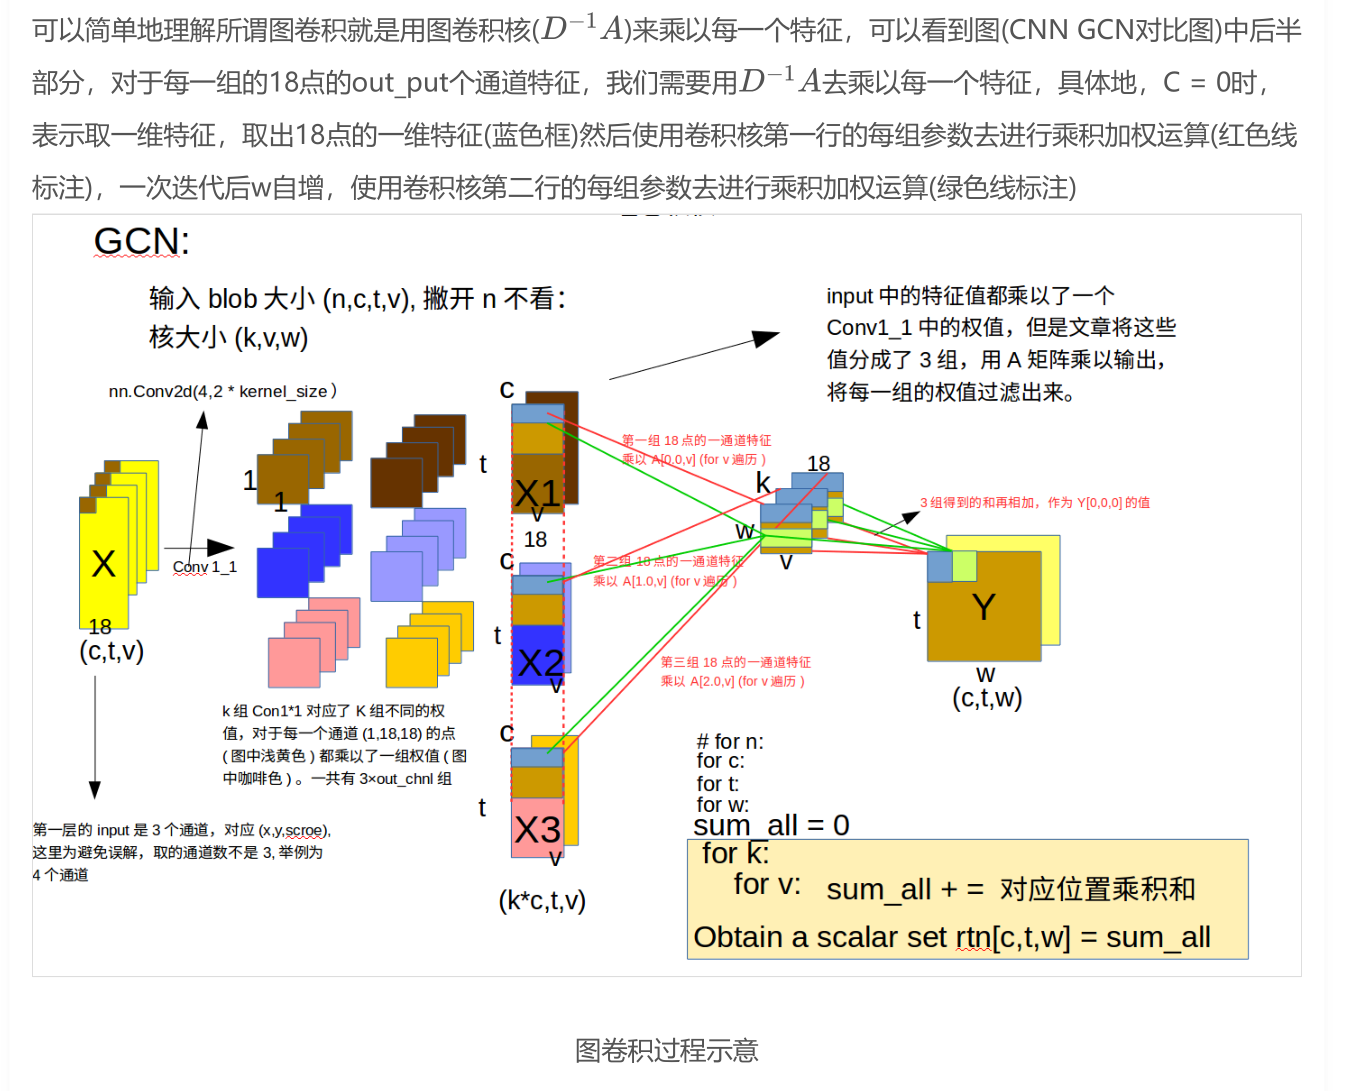 可以简单地理解所谓图卷积就是用图卷积核(D⁻¹A)来乘以每一个特征，可以看到图(CNN GCN对比图)中后半
部分，对于每一组的18点的out_put个通道特征，我们需要用D⁻¹A去乘以每一个特征，具体地，C = 0时，
表示取一维特征，取出18点的一维特征(蓝色框)然后使用卷积核第一行的每组参数去进行乘积加权运算(红色线
标注)，一次迭代后w自增，使用卷积核第二行的每组参数去进行乘积加权运算(绿色线标注)
GCN:
输入 blob 大小 (n,c,t,v), 撇开 n 不看：
核大小 (k,v,w)
input 中的特征值都乘以了一个
Conv1_1 中的权值，但是文章将这些
值分成了 3 组，用 A 矩阵乘以输出，
将每一组的权值过滤出来。
nn.Conv2d(4,2 * kernel_size )
1
1
X
18
(c,t,v)
Conv 1_1
c
t
X1
v
18
c
t
X2
v
c
t
X3
v
(k*c,t,v)
第一组 18 点的一通道特征
乘以 A[0.0,v] (for v 遍历 )
第二组 18 点的一通道特征
乘以 A[1.0,v] (for v 遍历 )
第三组 18 点的一通道特征
乘以 A[2.0,v] (for v 遍历 )
18
k
w
v
3 组得到的和再相加，作为 Y[0,0,0] 的值
Y
t
w
(c,t,w)
k 组 Con1*1 对应了 K 组不同的权
值，对于每一个通道 (1,18,18) 的点
( 图中浅黄色 ) 都乘以了一组权值 ( 图
中咖啡色 ) 。一共有 3×out_chnl 组
第一层的 input 是 3 个通道，对应 (x,y,scroe),
这里为避免误解，取的通道数不是 3, 举例为
4 个通道
# for n:
for c:
for t:
for w:
sum_all = 0
for k:
for v: sum_all + = 对应位置乘积和
Obtain a scalar set rtn[c,t,w] = sum_all
图卷积过程示意